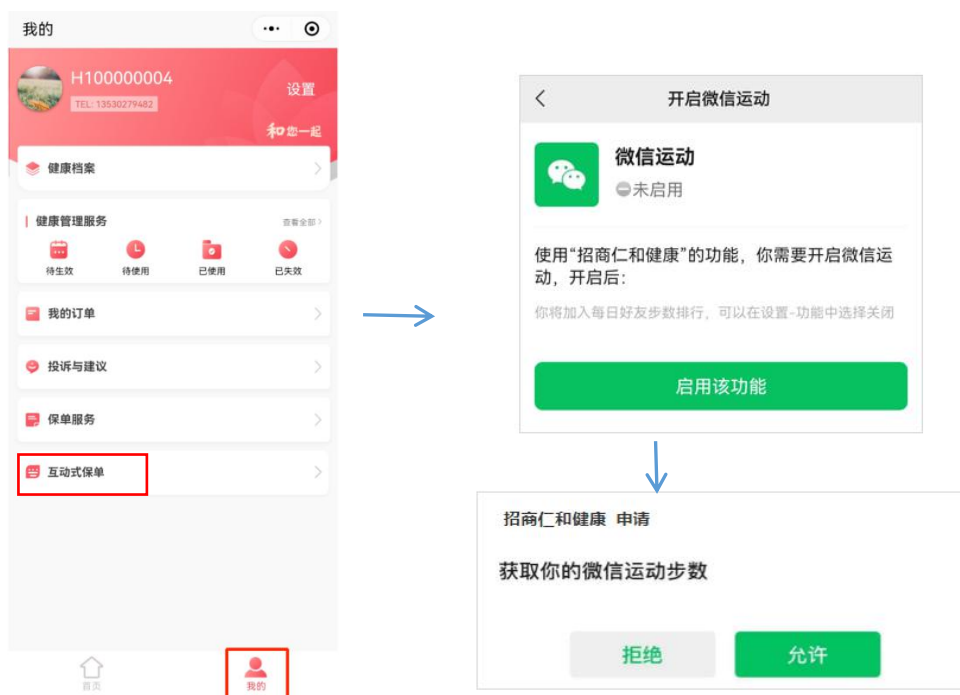 我的
H100000004
TEL: 13530279482
设置
和您一起
健康档案
健康管理服务
查看全部
待生效
待使用
已使用
已失效
我的订单
投诉与建议
保单服务
互动式保单
首页
我的
开启微信运动
微信运动
未启用
使用“招商仁和健康”的功能，你需要开启微信运
动，开启后：
你将加入每日好友步数排行，可以在设置-功能中选择关闭
启用该功能
招商仁和健康 申请
获取你的微信运动步数
拒绝
允许